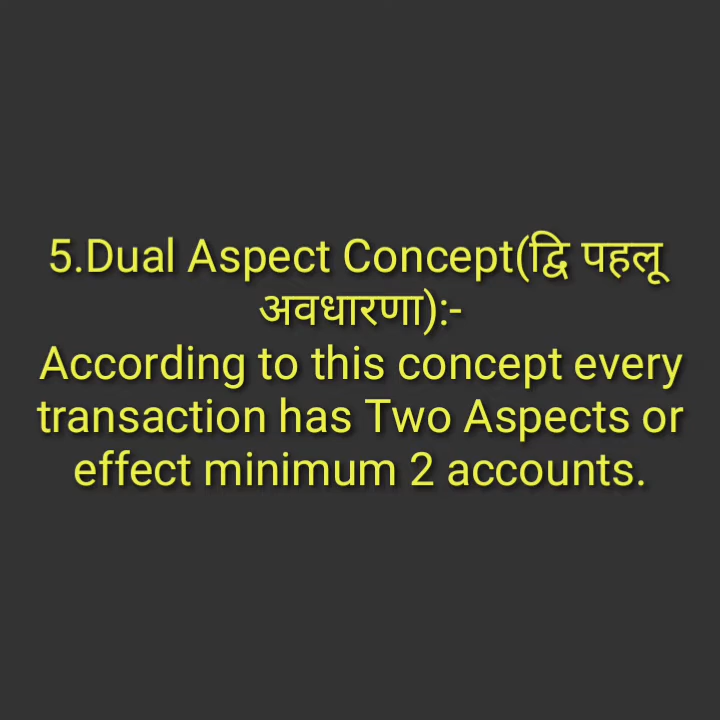 5.Dual Aspect Concept(द्वि पहलू
अवधारणा):-
According to this concept every
transaction has Two Aspects or
effect minimum 2 accounts.